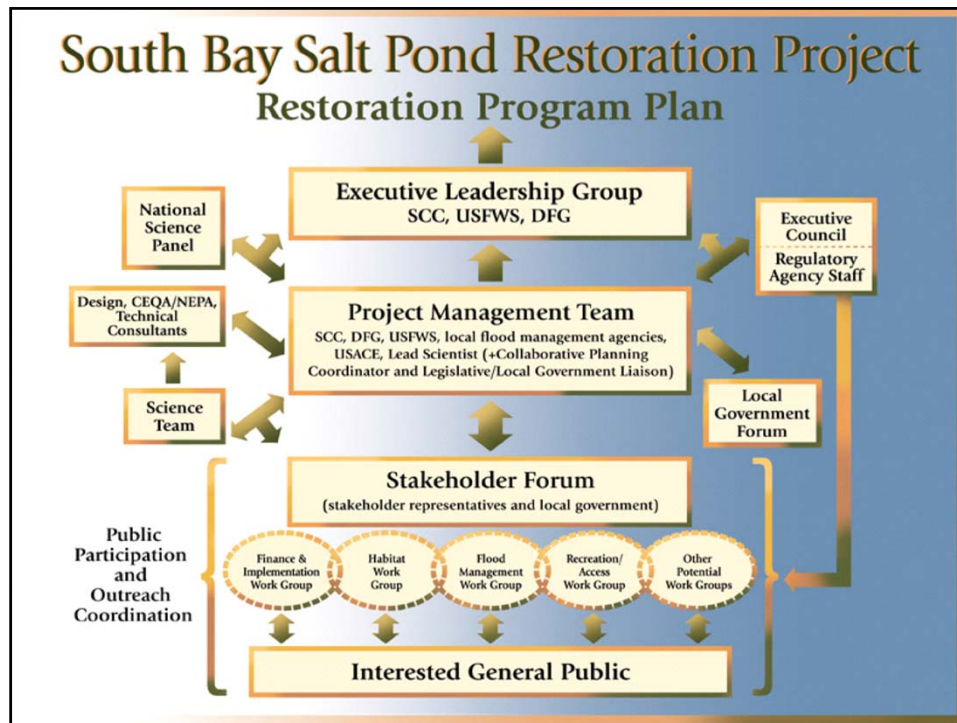 South Bay Salt Pond Restoration Project
Restoration Program Plan
Executive Leadership Group
SCC, USFWS, DFG
National
Science
Panel
Executive
Council
Regulatory
Agency Staff
Design, CEQA/NEPA,
Technical
Consultants
Project Management Team
SCC, DFG, USFWS, local flood management agencies,
USACE, Lead Scientist (+Collaborative Planning
Coordinator and Legislative/Local Government Liaison)
Science
Team
Local
Government
Forum
Stakeholder Forum
(stakeholder representatives and local government)
Public
Participation
and
Outreach
Coordination
Finance &
Implementation
Work Group
Habitat
Work
Group
Flood
Management
Work Group
Recreation/
Access
Work Group
Other
Potential
Work Groups
Interested General Public